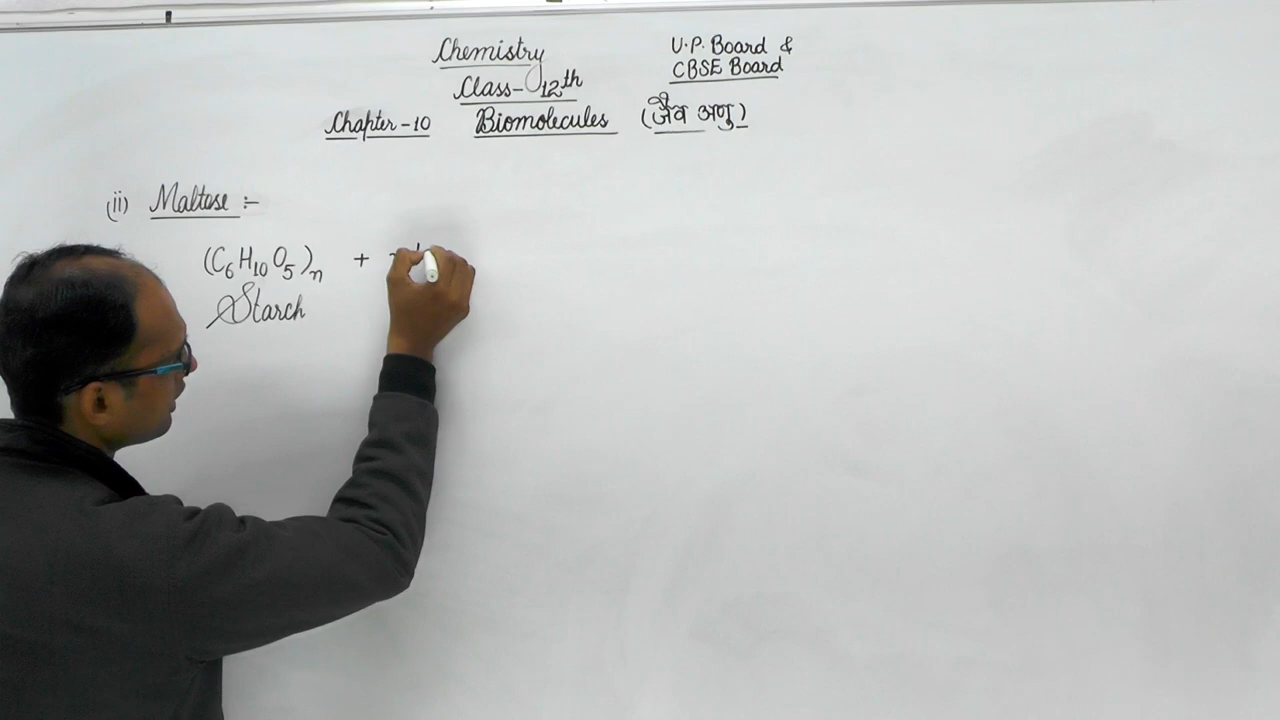 Chemistry
Class-12th
U.P. Board &
CBSE Board
Chapter-10 Biomolecules (जैव अणु)
(ii) Maltose :-
(C₆H₁₀O₅)ₙ +
Starch